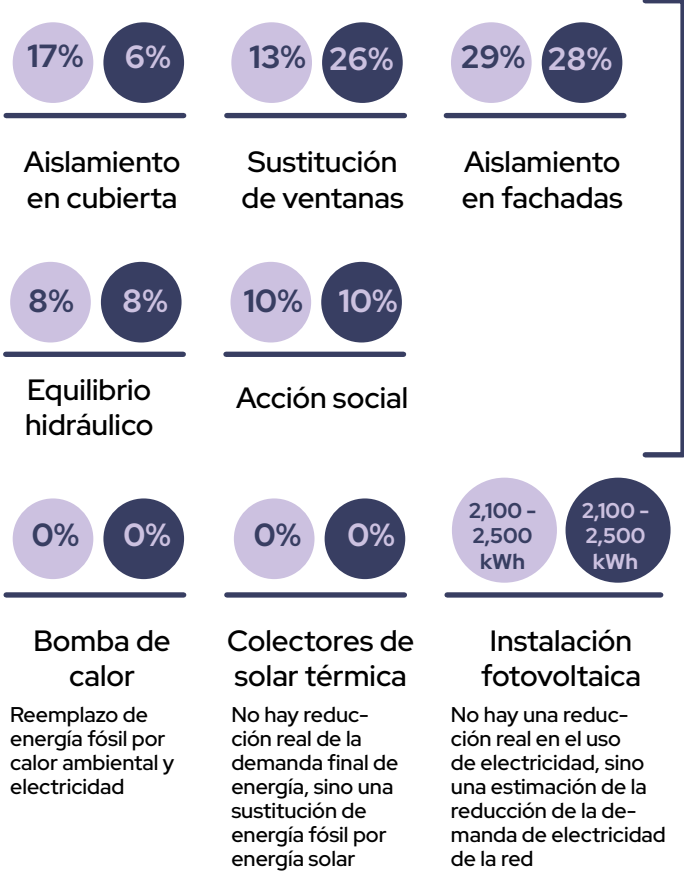 17% 6% 13% 26% 29% 28%
Aislamiento
en cubierta
Sustitución
de ventanas
Aislamiento
en fachadas
8% 8% 10% 10%
Equilibrio
hidráulico
Acción social
0% 0% 0% 0%
2,100 -
2,500
kWh
2,100 -
2,500
kWh
Bomba de
calor
Reemplazo de
energía fósil por
calor ambiental y
electricidad
Colectores de
solar térmica
No hay reduc-
ción real de la
demanda final de
energía, sino una
sustitución de
energía fósil por
energía solar
Instalación
fotovoltaica
No hay una reduc-
ción real en el uso
de electricidad, sino
una estimación de la
reducción de la de-
manda de electricidad
de la red